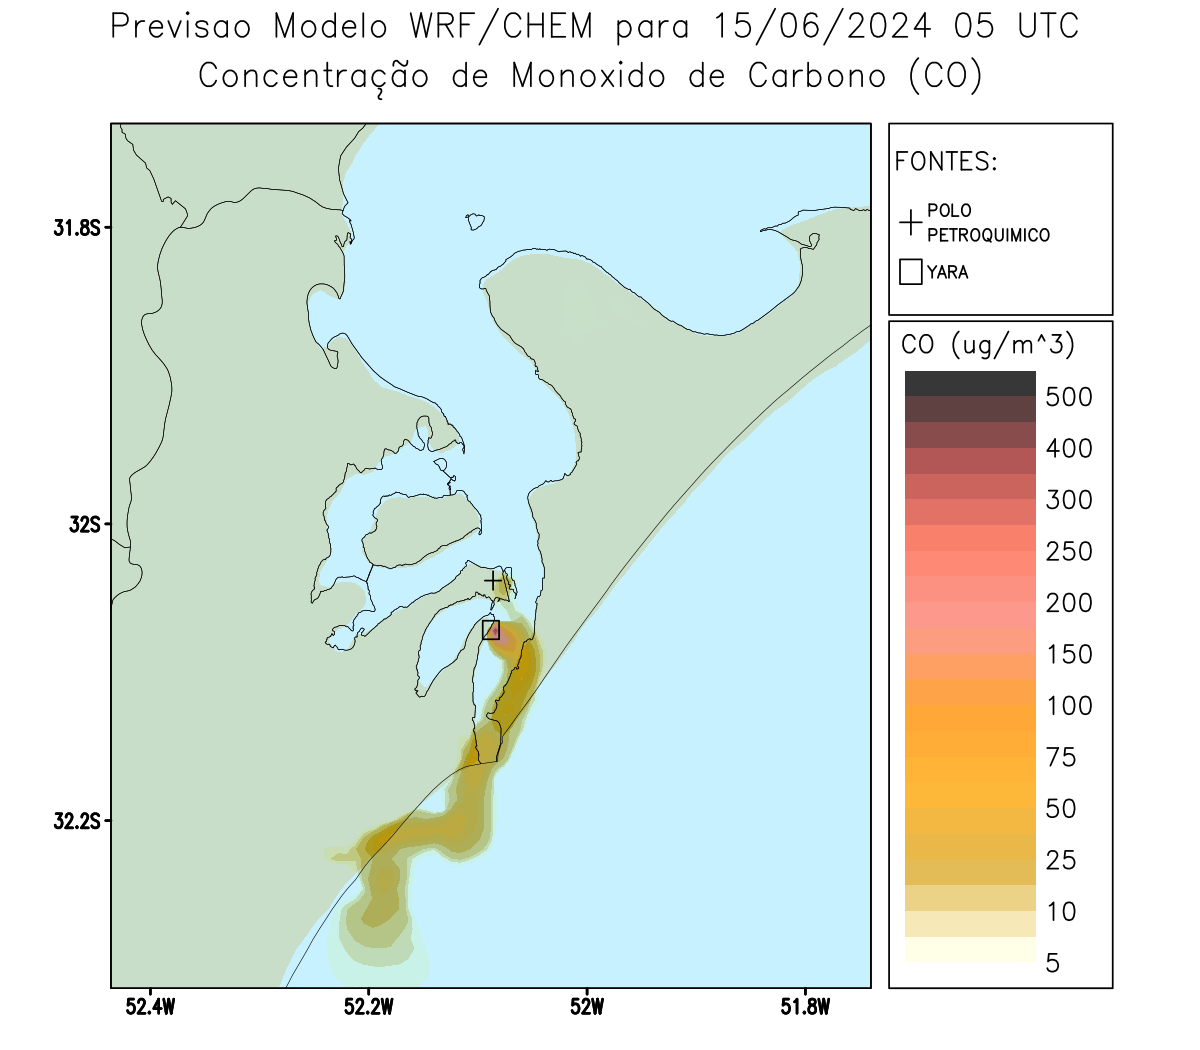 Previsao Modelo WRF/CHEM para 15/06/2024 05 UTC
Concentração de Monoxido de Carbono (CO)
FONTES:
POLO
PETROQUIMICO
YARA
CO (ug/m^3)
500
400
300
250
200
150
100
75
50
25
10
5
31.8S
32S
32.2S
52.4W
52.2W
52W
51.8W